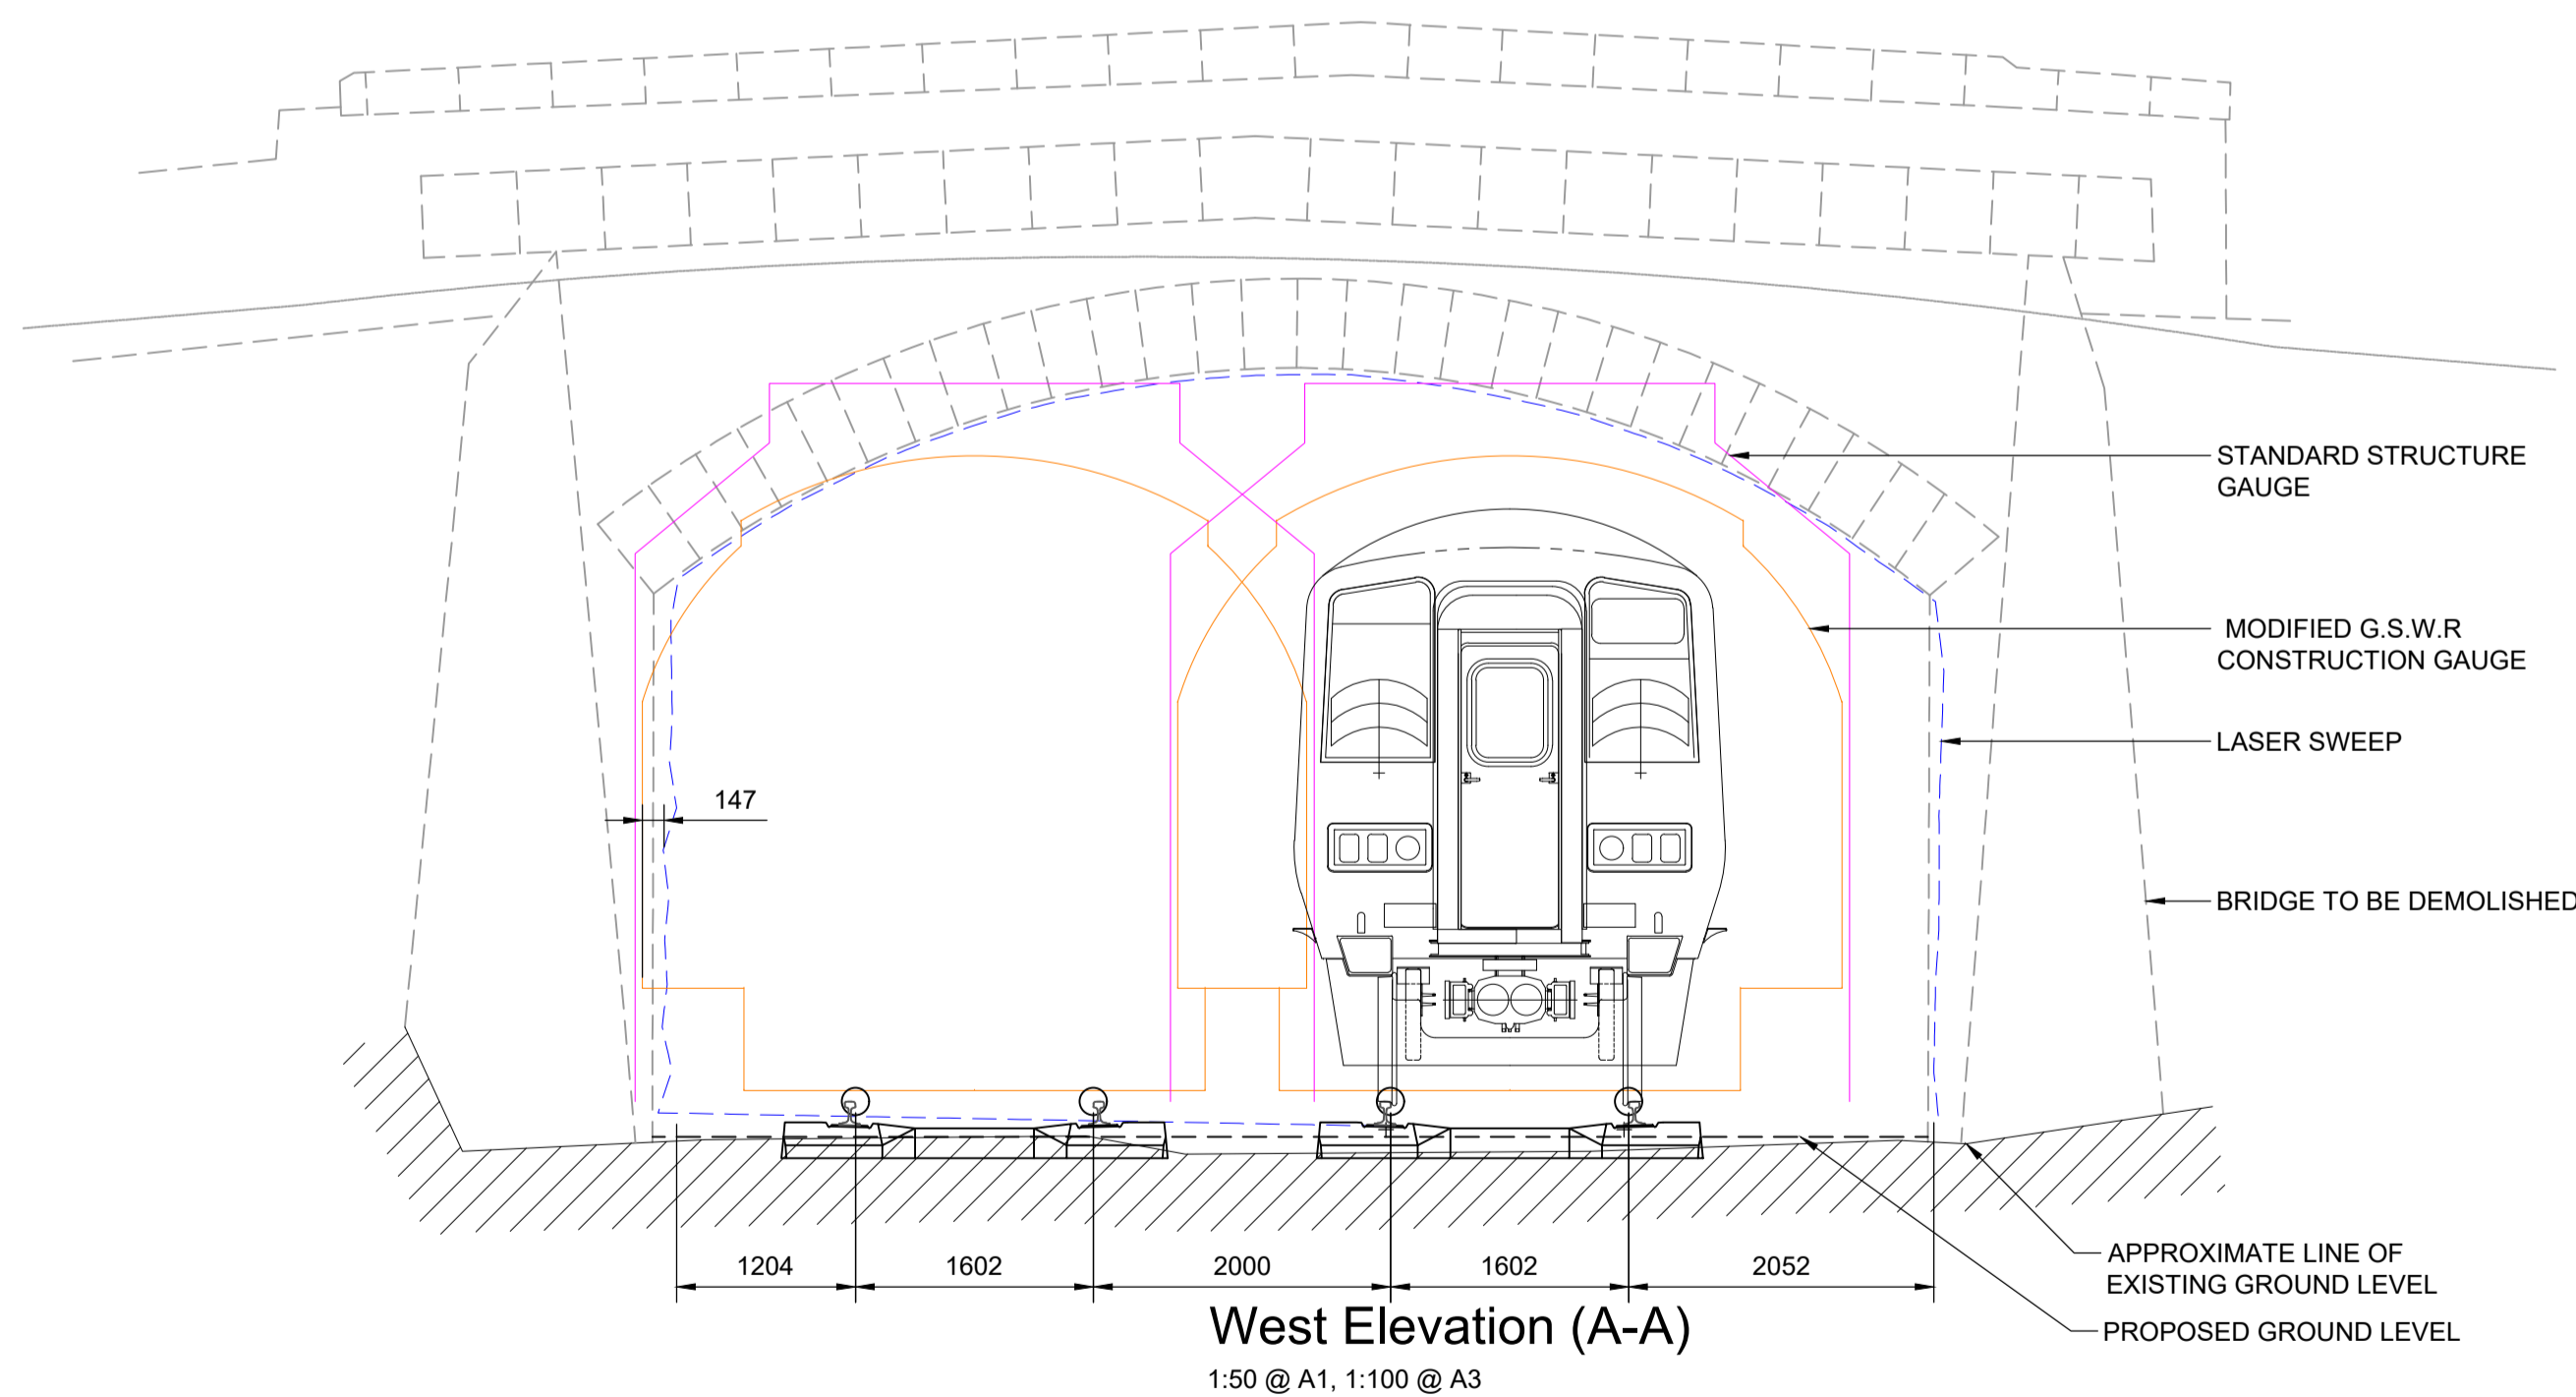 STANDARD STRUCTURE
GAUGE
MODIFIED G.S.W.R
CONSTRUCTION GAUGE
LASER SWEEP
147
BRIDGE TO BE DEMOLISHED
1204
1602
2000
1602
2052
APPROXIMATE LINE OF
EXISTING GROUND LEVEL
PROPOSED GROUND LEVEL
West Elevation (A-A)
1:50 @ A1, 1:100 @ A3